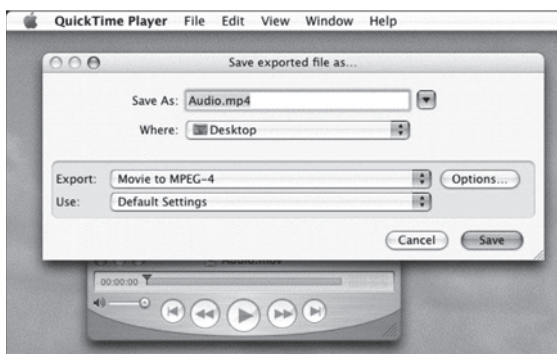 QuickTime Player File Edit View Window Help
Save exported file as...
Save As: Audio.mp4
Where: Desktop
Export: Movie to MPEG-4 Options...
Use: Default Settings
Cancel Save
Audio.mov
00:00:00